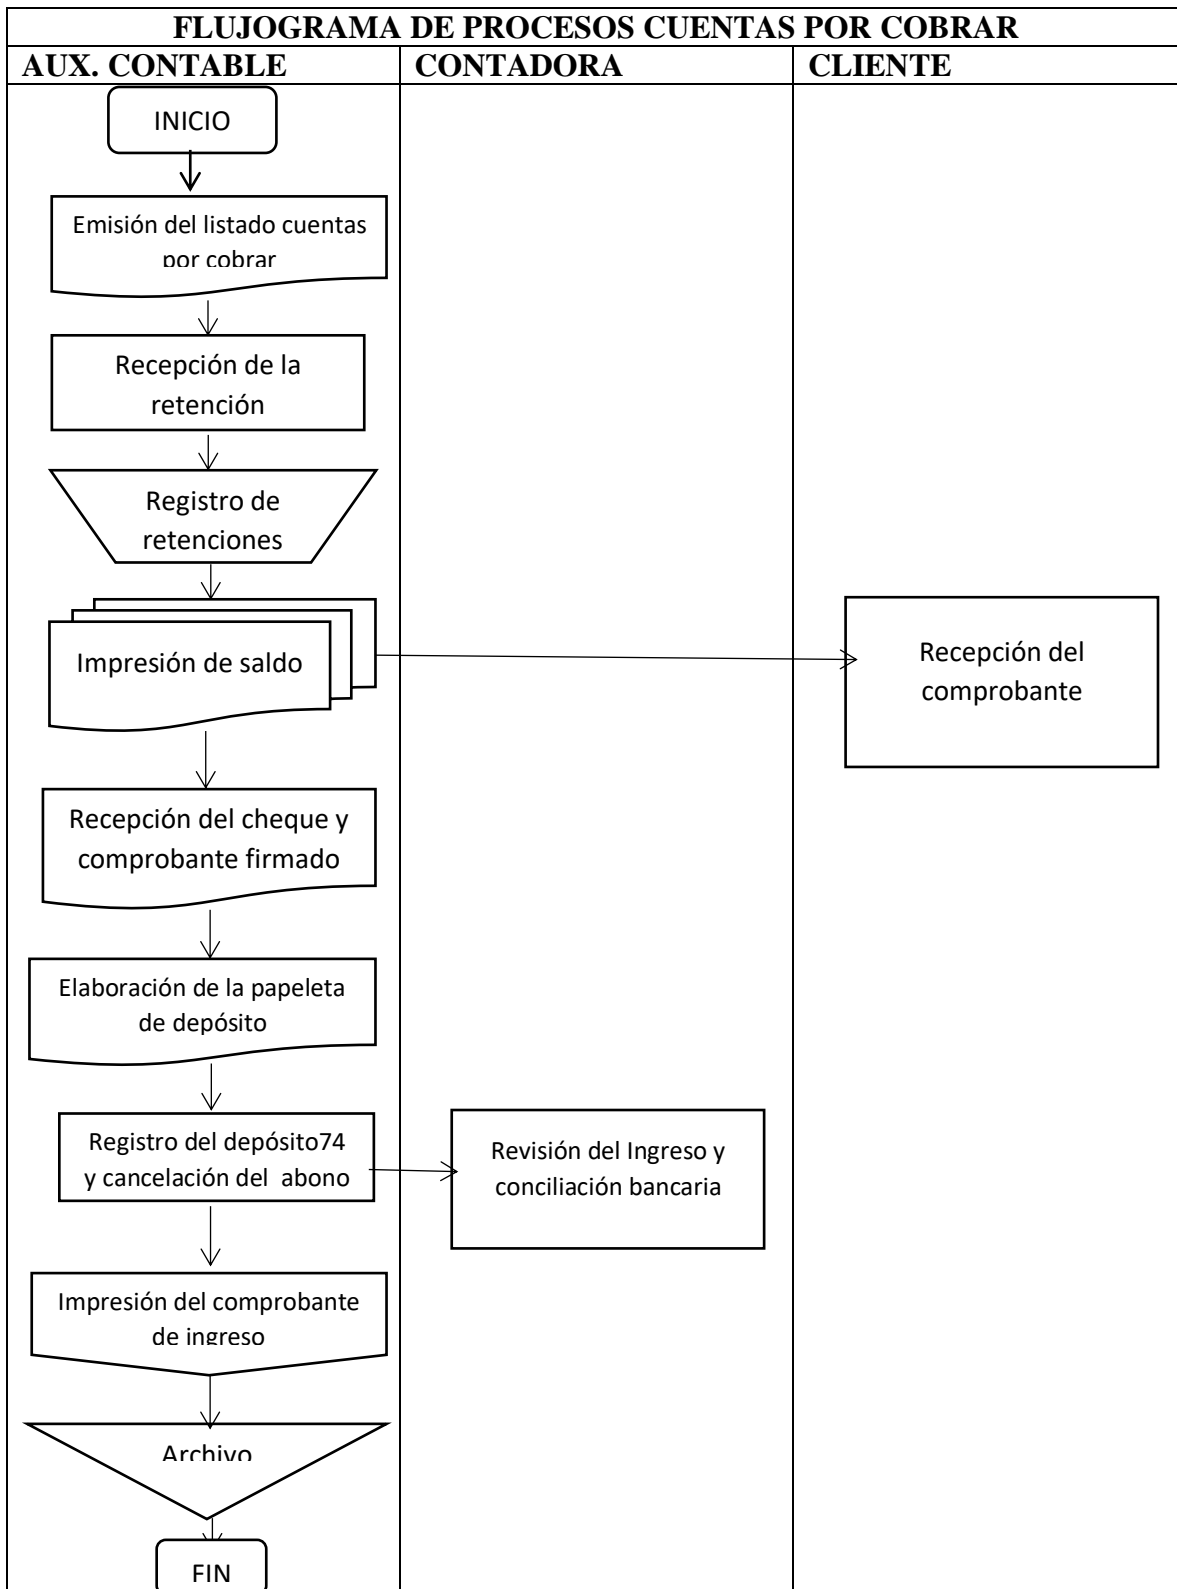 FLUJOGRAMA DE PROCESOS CUENTAS POR COBRAR
AUX. CONTABLE
CONTADORA
CLIENTE
INICIO
Emisión del listado cuentas
por cobrar
Recepción de la
retención
Registro de
retenciones
Impresión de saldo
Recepción del
comprobante
Recepción del cheque y
comprobante firmado
Elaboración de la papeleta
de depósito
Registro del depósito74
y cancelación del abono
Revisión del Ingreso y
conciliación bancaria
Impresión del comprobante
de ingreso
Archivo
FIN